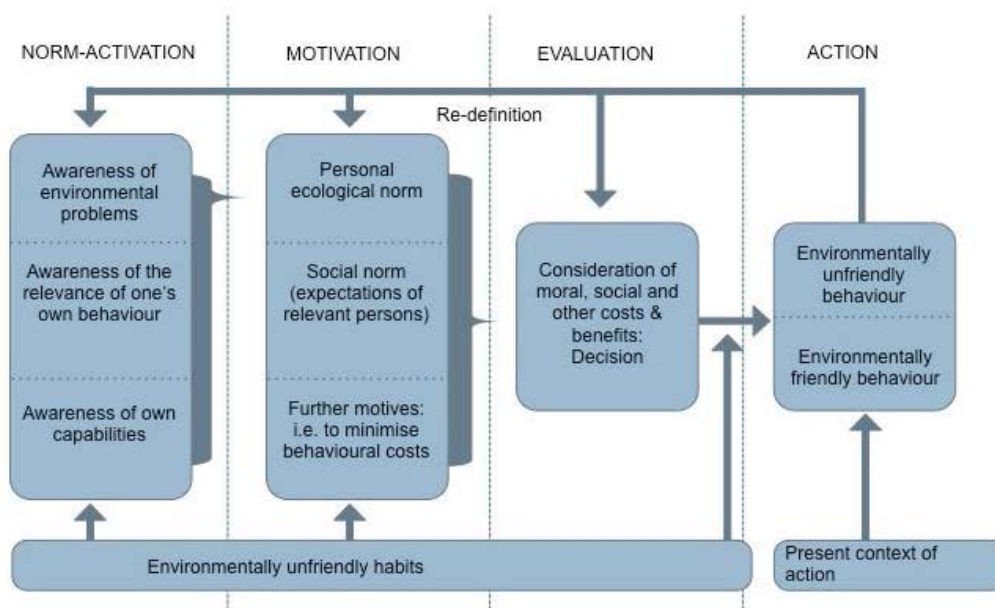 NORM-ACTIVATION
MOTIVATION
EVALUATION
ACTION
Re-definition
Awareness of
environmental
problems
Awareness of the
relevance of one's
own behaviour
Awareness of own
capabilities
Personal
ecological norm
Social norm
(expectations of
relevant persons)
Further motives:
i.e. to minimise
behavioural costs
Consideration of
moral, social and
other costs &
benefits:
Decision
Environmentally
unfriendly
behaviour
Environmentally
friendly behaviour
Environmentally unfriendly habits
Present context of
action